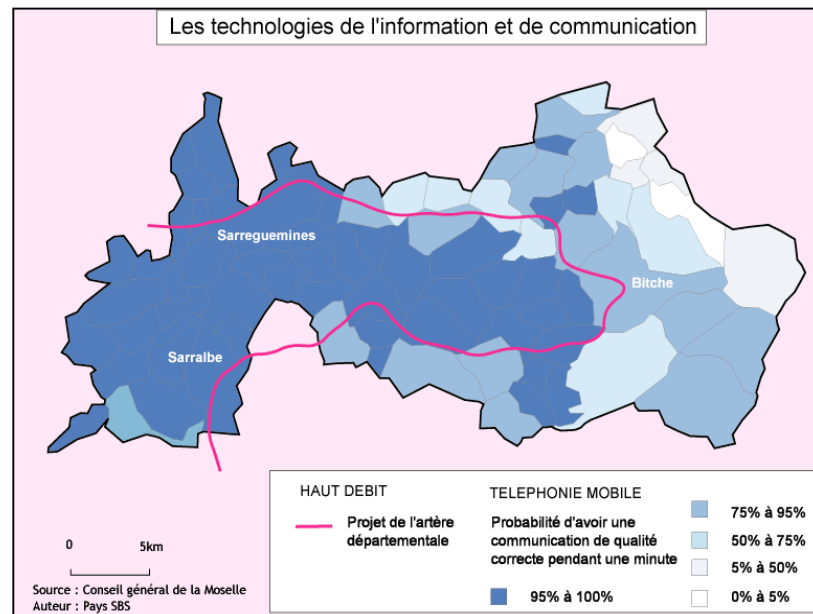 Les technologies de l'information et de communication
Sarreguemines
Bitche
Sarralbe
HAUT DEBIT
Projet de l'artère
départementale
TELEPHONIE MOBILE
Probabilité d'avoir une
communication de qualité
correcte pendant une minute
95% à 100%
75% à 95%
50% à 75%
5% à 50%
0% à 5%
0 5km
Source : Conseil général de la Moselle
Auteur : Pays SBS